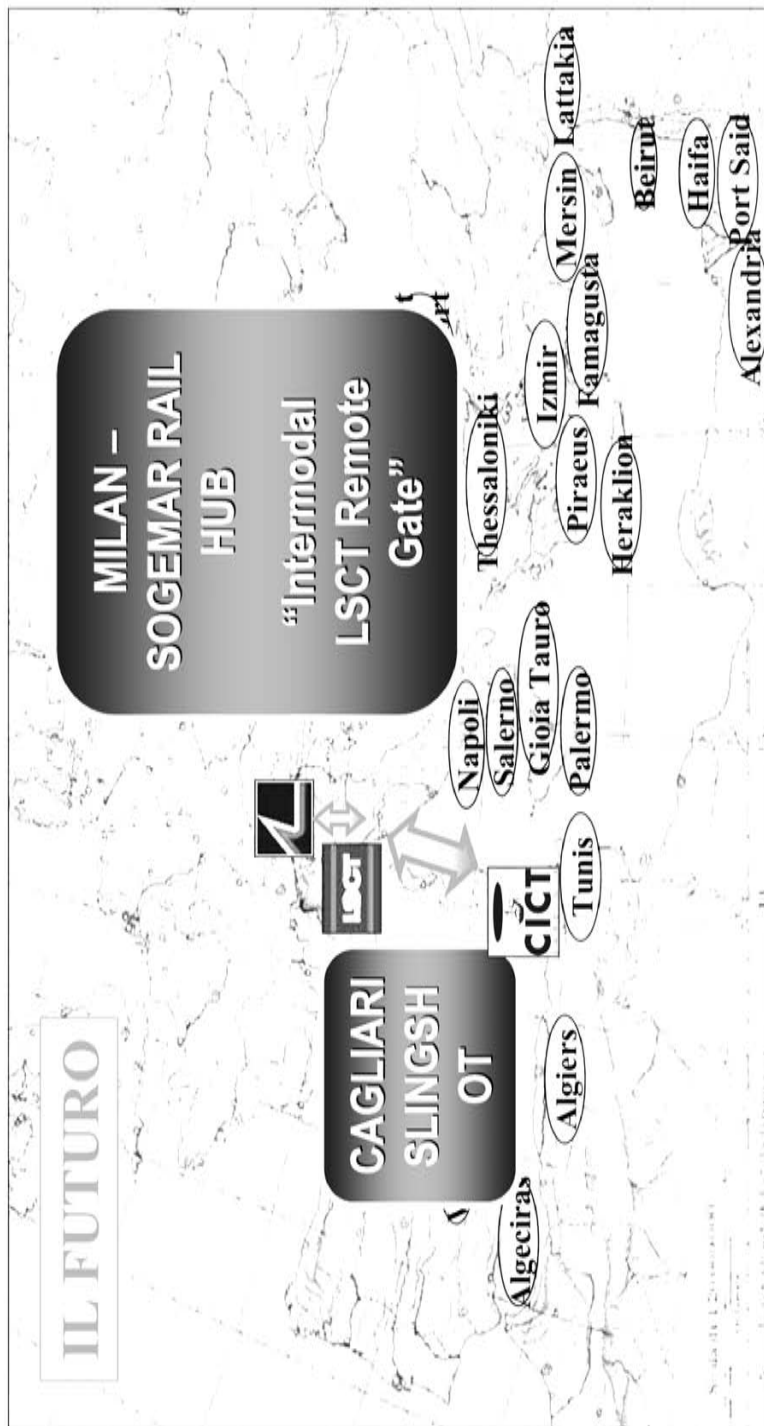 IL FUTURO
MILAN –
SOGEMAR RAIL
HUB
“Intermodal
LSCT Remote
Gate”
LSCT
CAGLIARI
SLINGSH
OT
CICT
Algeciras
Algiers
Tunis
Napoli
Salerno
Gioia Tauro
Palermo
Thessaloniki
Izmir
Piraeus
Famagusta
Heraklion
Mersin
Lattakia
Beirut
Haifa
Port Said
Alexandria